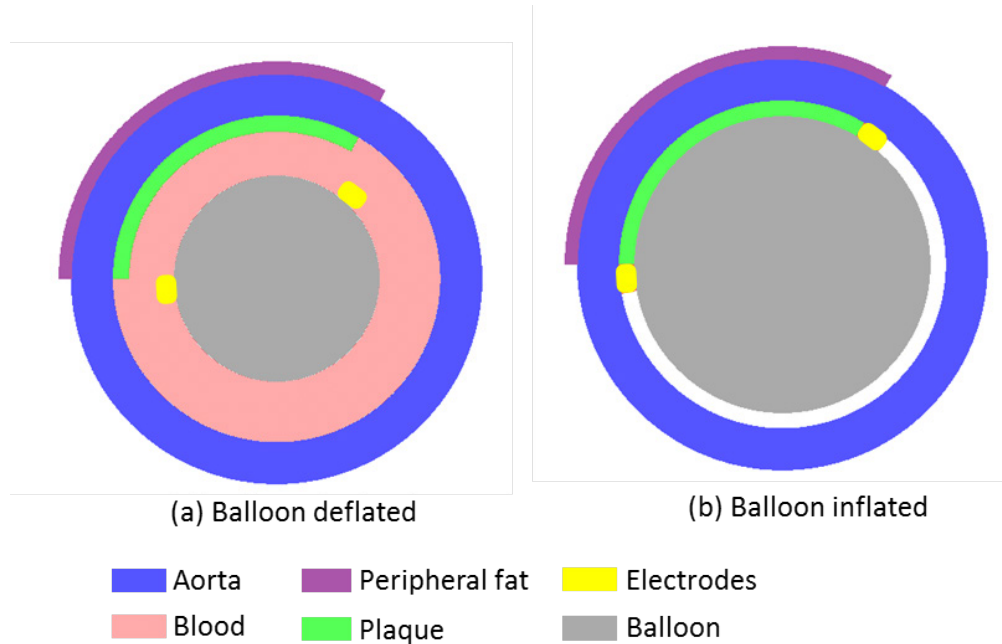 (a) Balloon deflated
(b) Balloon inflated
Aorta
Peripheral fat
Electrodes
Blood
Plaque
Balloon